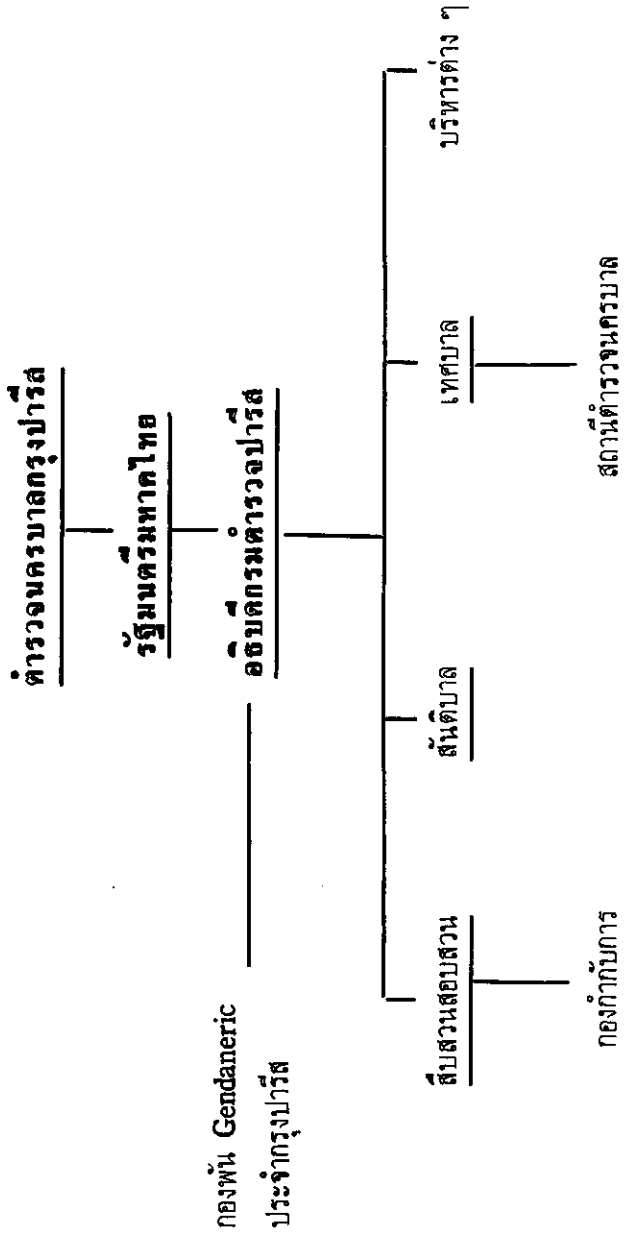 ตำรวจนครบาลกรุงปารีส
รัฐมนตรีมหาดไทย
อธิบดีกรมตำรวจปารีส
กองพัน Gendaneric
ประจำกรุงปารีส
สืบสวนสอบสวน
สันติบาล
เทศบาล
บริหารต่าง ๆ
กองกำกับการ
สถานีตำรวจนครบาล